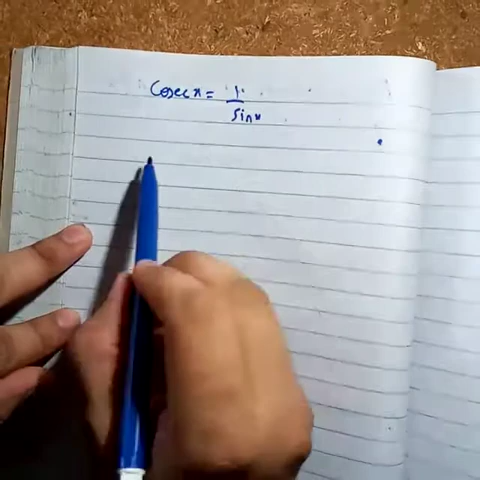 Cosec x = 1
sin x